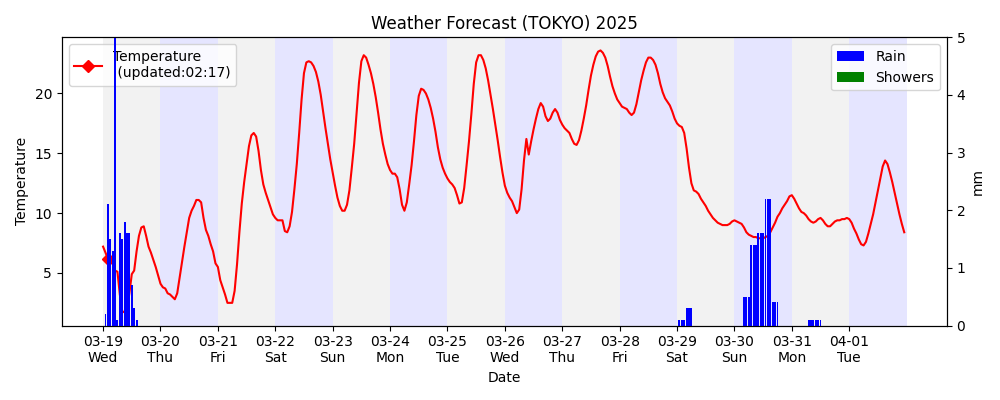 Weather Forecast (TOKYO) 2025
Temperature
(updated:02:17)
Rain
Showers
Temperature
20
15
10
5
5
4
3
2
1
0
mm
03-19 03-20 03-21 03-22 03-23 03-24 03-25 03-26 03-27 03-28 03-29 03-30 03-31 04-01
Wed Thu Fri Sat Sun Mon Tue Wed Thu Fri Sat Sun Mon Tue
Date